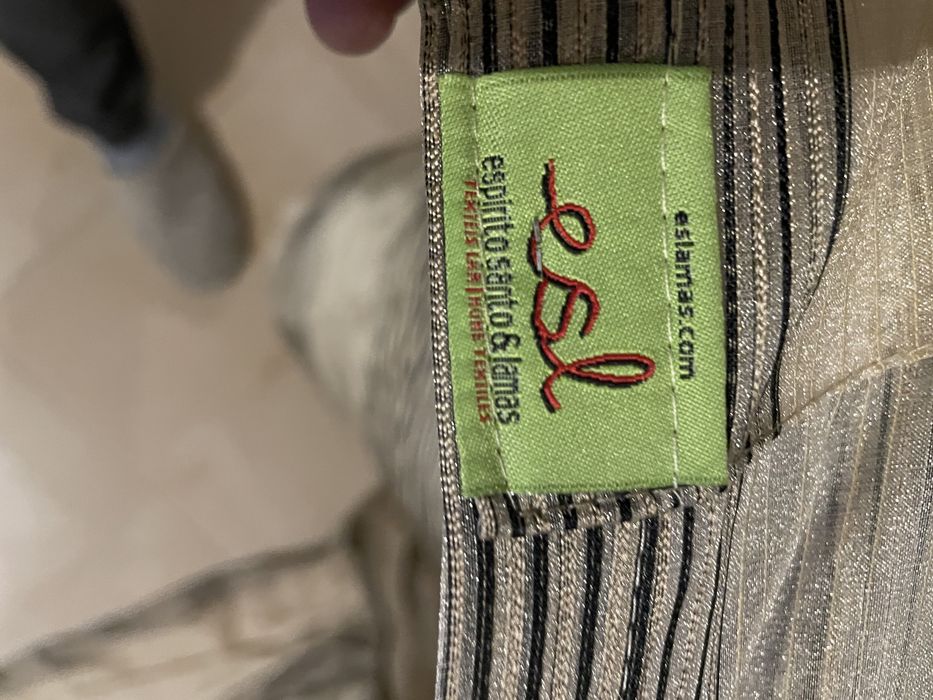 eslamas.com
esl
espirito santo & lamas
TEXTEIS LAR | HOME TEXTILES